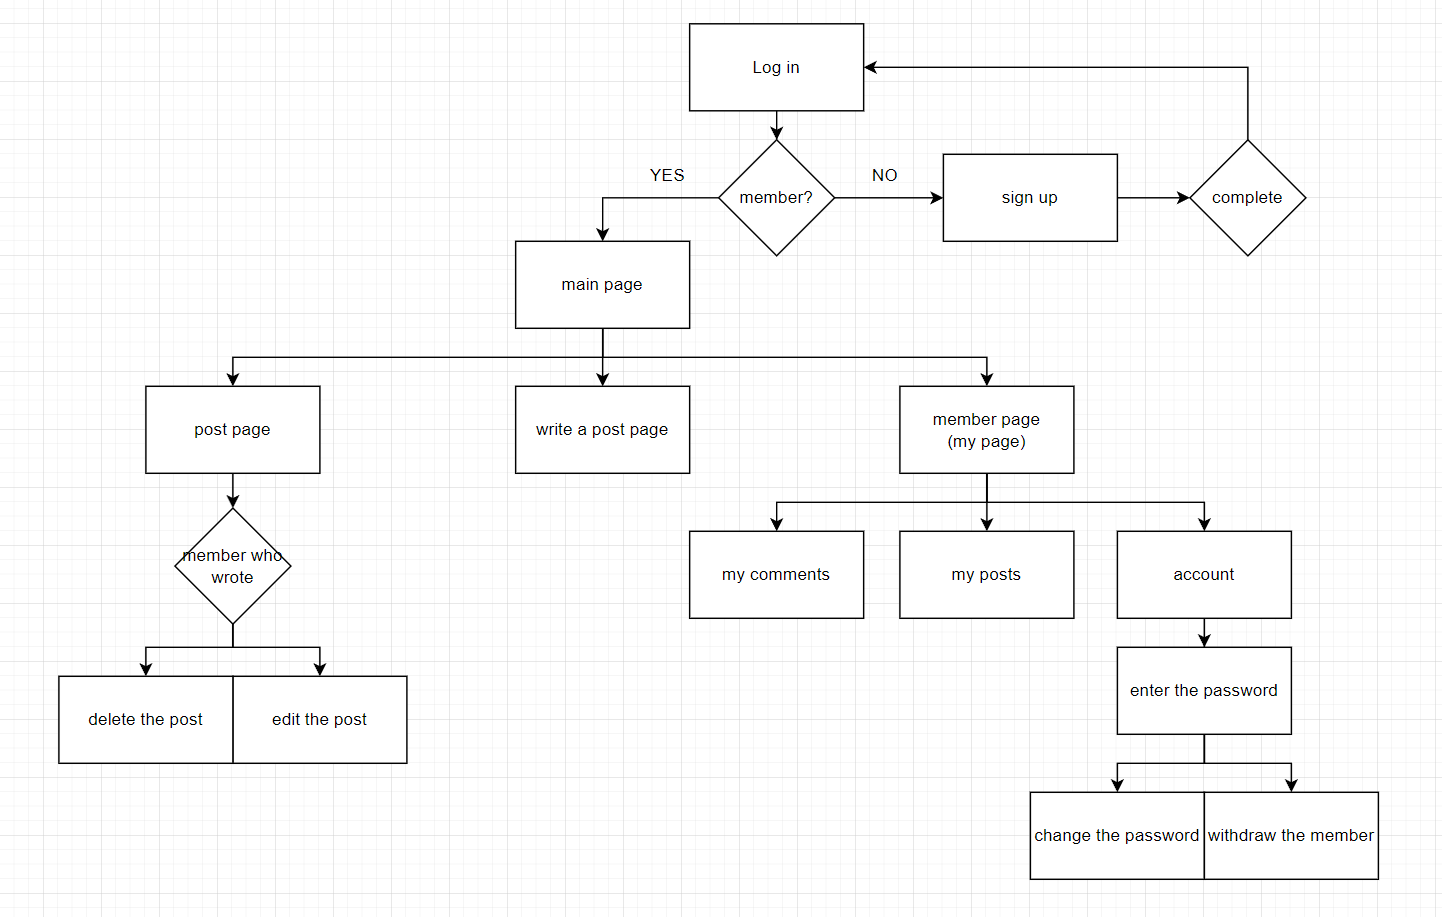 Log in
YES
member?
NO
sign up
complete
main page
post page
write a post page
member page
(my page)
member who
wrote
my comments
my posts
account
delete the post
edit the post
enter the password
change the password
withdraw the member